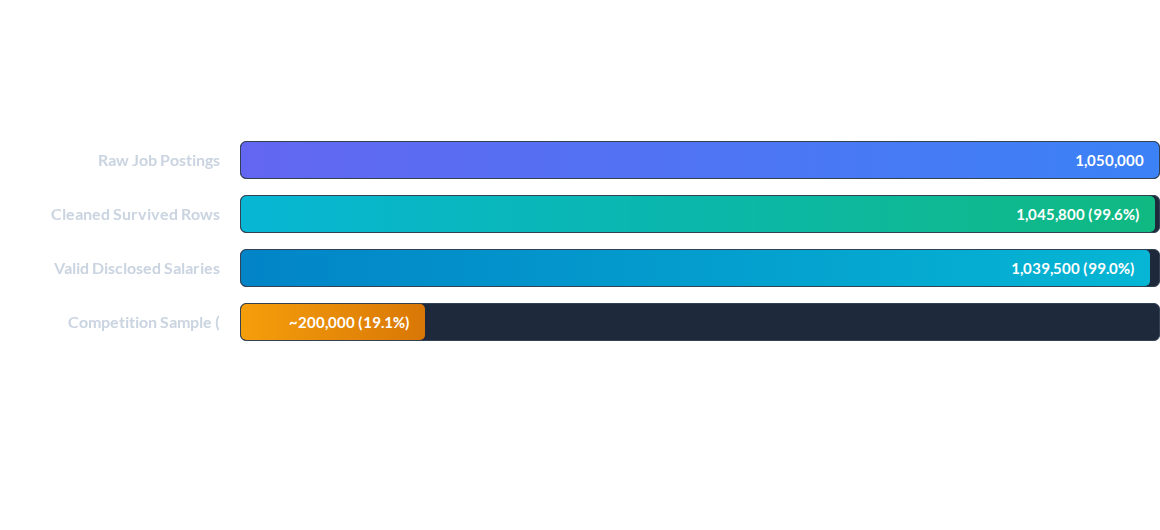 Raw Job Postings 1,050,000
Cleaned Survived Rows 1,045,800 (99.6%)
Valid Disclosed Salaries 1,039,500 (99.0%)
Competition Sample ( ~200,000 (19.1%)